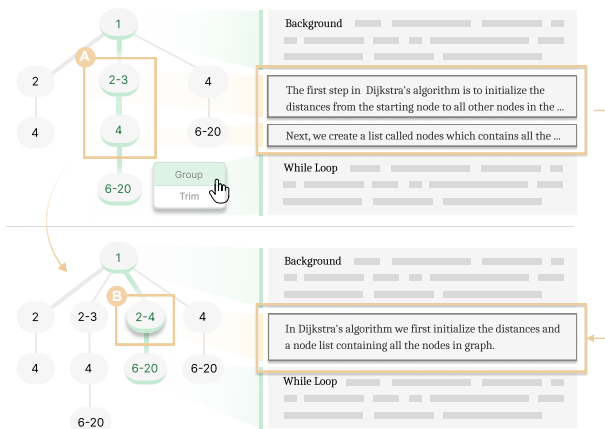 1
Background
A
2
2-3
4
The first step in Dijkstra's algorithm is to initialize the
distances from the starting node to all other nodes in the ...
4
4
6-20
Next, we create a list called nodes which contains all the ...
Group
While Loop
6-20
Trim
1
Background
B
2
2-3
2-4
4
In Dijkstra's algorithm we first initialize the distances and
a node list containing all the nodes in graph.
4
4
6-20
6-20
While Loop
6-20